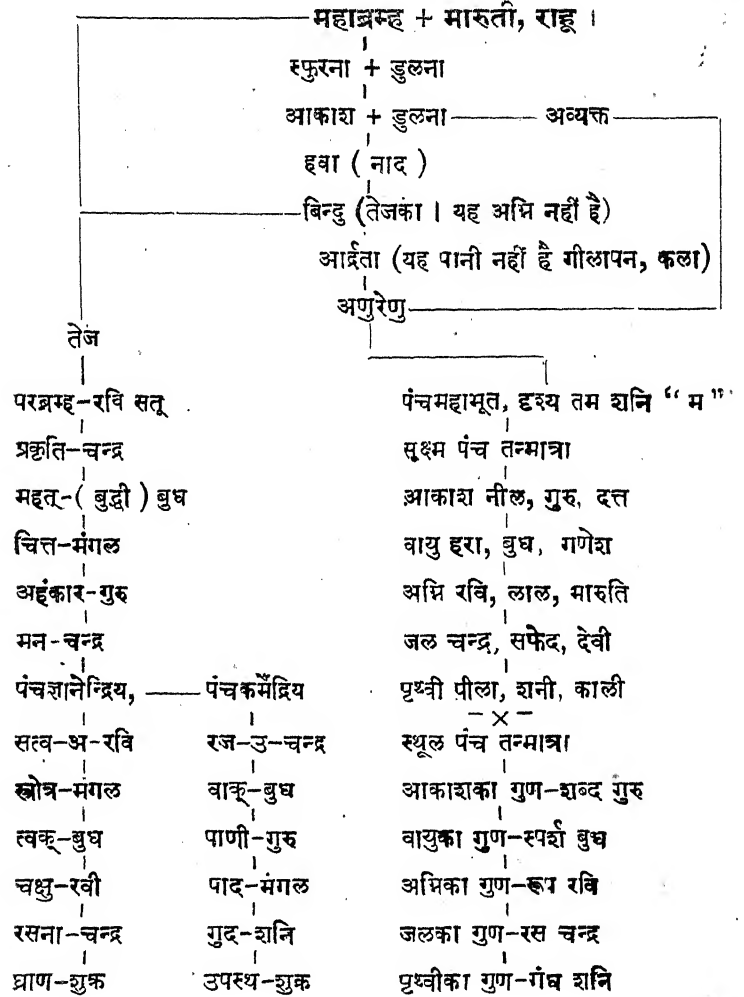 महाब्रम्ह + मारुती, राहू ।
स्फुरना + डुलना
आकाश + डुलना अव्यक्त
हवा ( नाद )
बिन्दु (तेजका । यह अग्नि नहीं है)
आर्द्रता (यह पानी नहीं है गीलापन, कला)
अणुरेणु
तेज
परब्रम्ह-रवि सत् पंचमहाभूत, दृश्य तम शनि “ म ”
प्रकृति-चन्द्र सूक्ष्म पंच तन्मात्रा
महत्-( बुद्धी ) बुध आकाश नील, गुरु, दत्त
चित्त-मंगल वायु हरा, बुध, गणेश
अहंकार-गुरु अग्नि रवि, लाल, मारुति
मन-चन्द्र जल चन्द्र, सफेद, देवी
पंचज्ञानेन्द्रिय, पंचकर्मेंद्रिय पृथ्वी पीला, शनी, काली
- × -
सत्व-अ-रवि रज-उ-चन्द्र स्थूल पंच तन्मात्रा
स्त्रोत्र-मंगल वाक्-बुध आकाशका गुण-शब्द गुरु
त्वक्-बुध पाणी-गुरु वायुका गुण-स्पर्श बुध
चक्षु-रवी पाद-मंगल अग्निका गुण-रूप रवि
रसना-चन्द्र गुद-शनि जलका गुण-रस चन्द्र
घ्राण-शुक्र उपस्थ-शुक्र पृथ्वीका गुण-गंध शनि